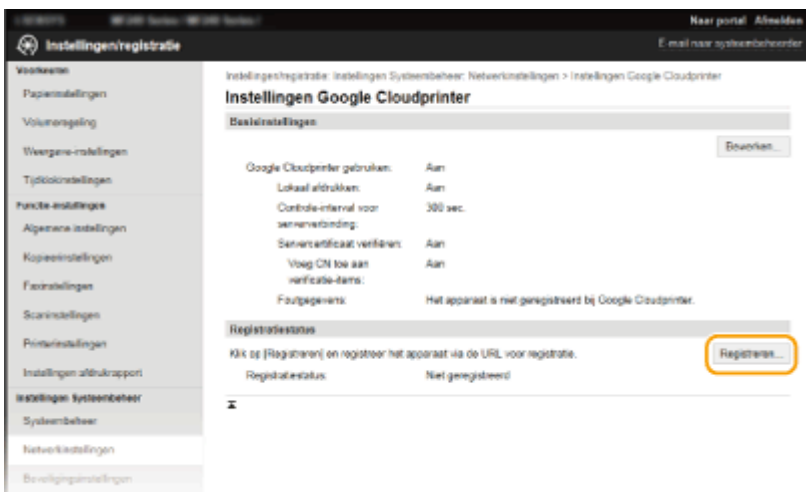 Naar portal Afmelden
Instellingen/registratie
E-mail naar systeembeheerder
Voorkeuren
Papierinstellingen
Volumeregeling
Weergave-instellingen
Tijdklokinstellingen
Functie-instellingen
Algemene instellingen
Kopieerinstellingen
Faxinstellingen
Scaninstellingen
Printerinstellingen
Instellingen afdrukrapport
Instellingen Systeembeheer
Systeembeheer
Netwerkinstellingen
Beveiligingsinstellingen
Instellingen/registratie: Instellingen Systeembeheer: Netwerkinstellingen > Instellingen Google Cloudprinter
Instellingen Google Cloudprinter
Basisinstellingen
Bewerken...
Google Cloudprinter gebruiken: Aan
Lokaal afdrukken: Aan
Controle-interval voor 300 sec.
serververbinding:
Servercertificaat verifiëren: Aan
Voeg CN toe aan Aan
verificatie-items:
Foutgegevens: Het apparaat is niet geregistreerd bij Google Cloudprinter.
Registratiestatus
Klik op [Registreren] en registreer het apparaat via de URL voor registratie. Registreren...
Registratiestatus: Niet geregistreerd